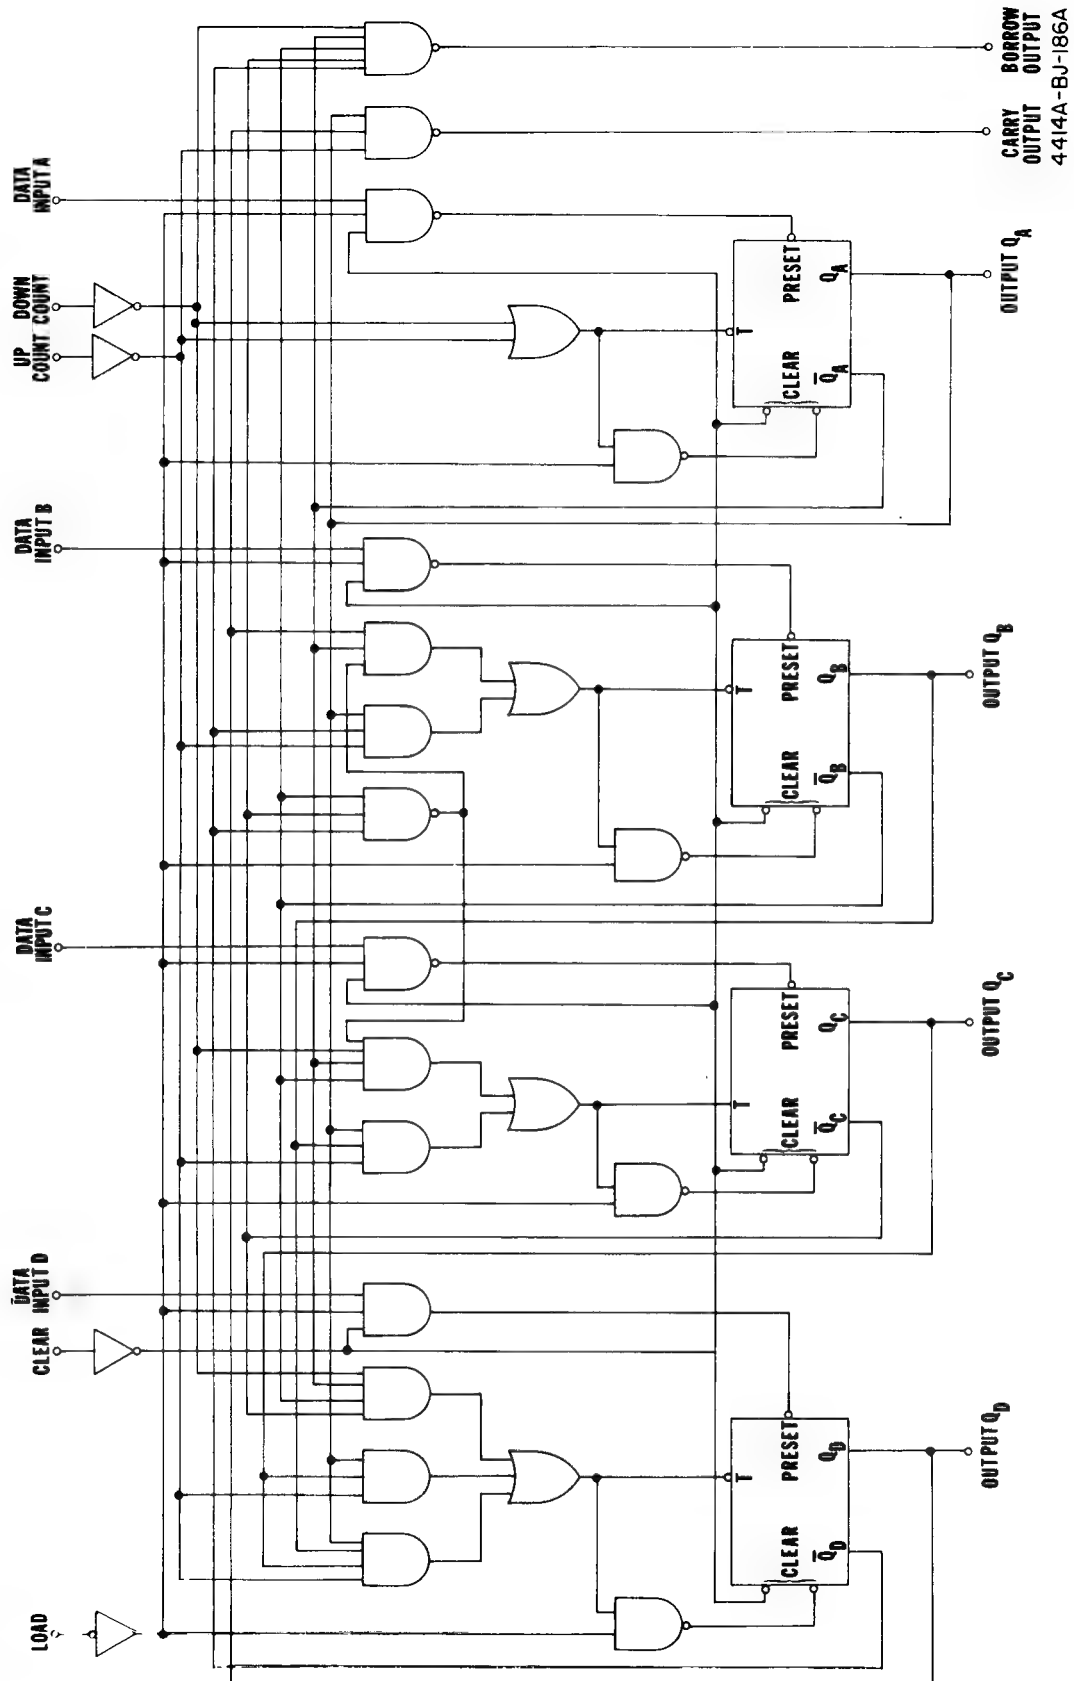 BORROW
OUTPUT
CARRY
OUTPUT
4414A-BJ-186A
DATA
INPUT A
DOWN
COUNT
UP
COUNT
PRESET
Q_A
T
CLEAR
Q̅_A
OUTPUT Q_A
DATA
INPUT B
PRESET
Q_B
T
CLEAR
Q̅_B
OUTPUT Q_B
DATA
INPUT C
PRESET
Q_C
T
CLEAR
Q̅_C
OUTPUT Q_C
DATA
INPUT D
CLEAR
PRESET
Q_D
T
CLEAR
Q̅_D
OUTPUT Q_D
LOAD